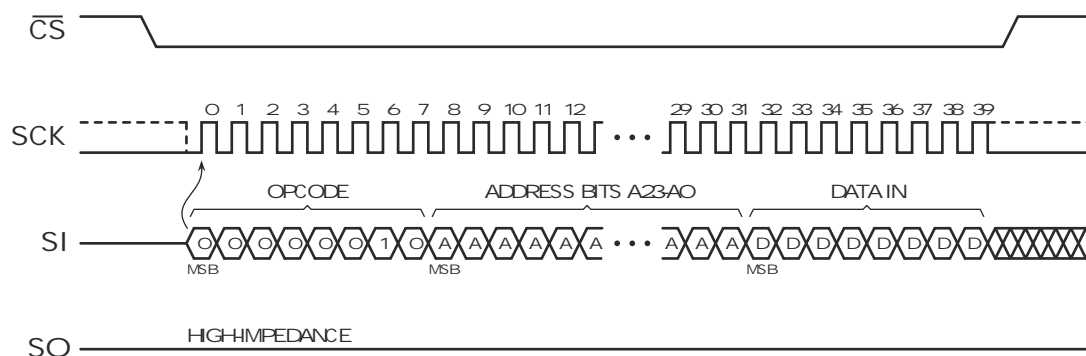 CS
0 1 2 3 4 5 6 7 8 9 10 11 12 29 30 31 32 33 34 35 36 37 38 39
SCK
OPCODE ADDRESS BITS A23-A0 DATA IN
SI 0 0 0 0 0 0 1 0 A A A A A A ••• A A A D D D D D D D D
MSB MSB MSB
HIGH-IMPEDANCE
SO